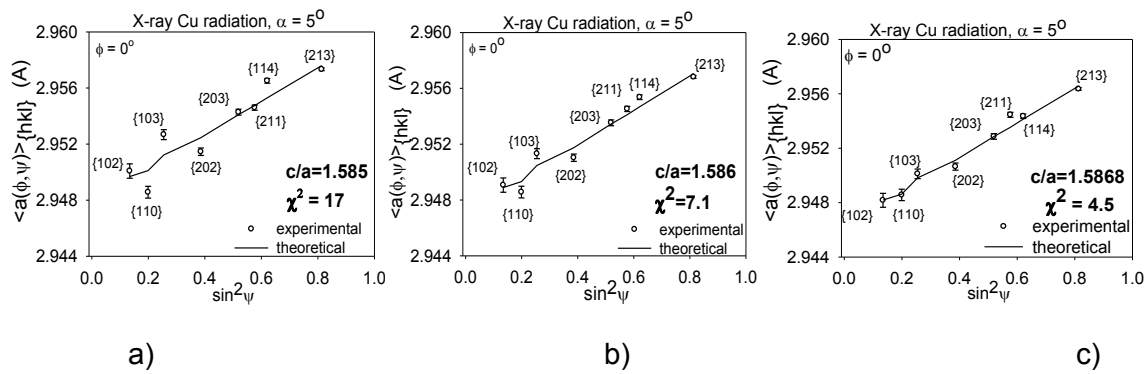 X-ray Cu radiation, α = 5°
ϕ = 0°
<a(ϕ,ψ)>{hkl} (A)
2.960
2.956
2.952
2.948
2.944
{213}
{114}
{203}
{211}
{103}
{102}
{202}
{110}
c/a=1.585
χ² = 17
experimental
theoretical
0.0 0.2 0.4 0.6 0.8 1.0
sin²ψ
a)
X-ray Cu radiation, α = 5°
ϕ = 0°
<a(ϕ,ψ)>{hkl} (A)
2.960
2.956
2.952
2.948
2.944
{213}
{211} {114}
{203}
{103}
{102}
{202}
{110}
c/a=1.586
χ²=7.1
experimental
theoretical
0.0 0.2 0.4 0.6 0.8 1.0
sin²ψ
b)
X-ray Cu radiation, α = 5°
ϕ = 0°
<a(ϕ,ψ)>{hkl} (A)
2.960
2.956
2.952
2.948
2.944
{213}
{211}
{203}
{114}
{103}
{202}
{102} {110}
c/a=1.5868
χ² = 4.5
experimental
theoretical
0.0 0.2 0.4 0.6 0.8 1.0
sin²ψ
c)